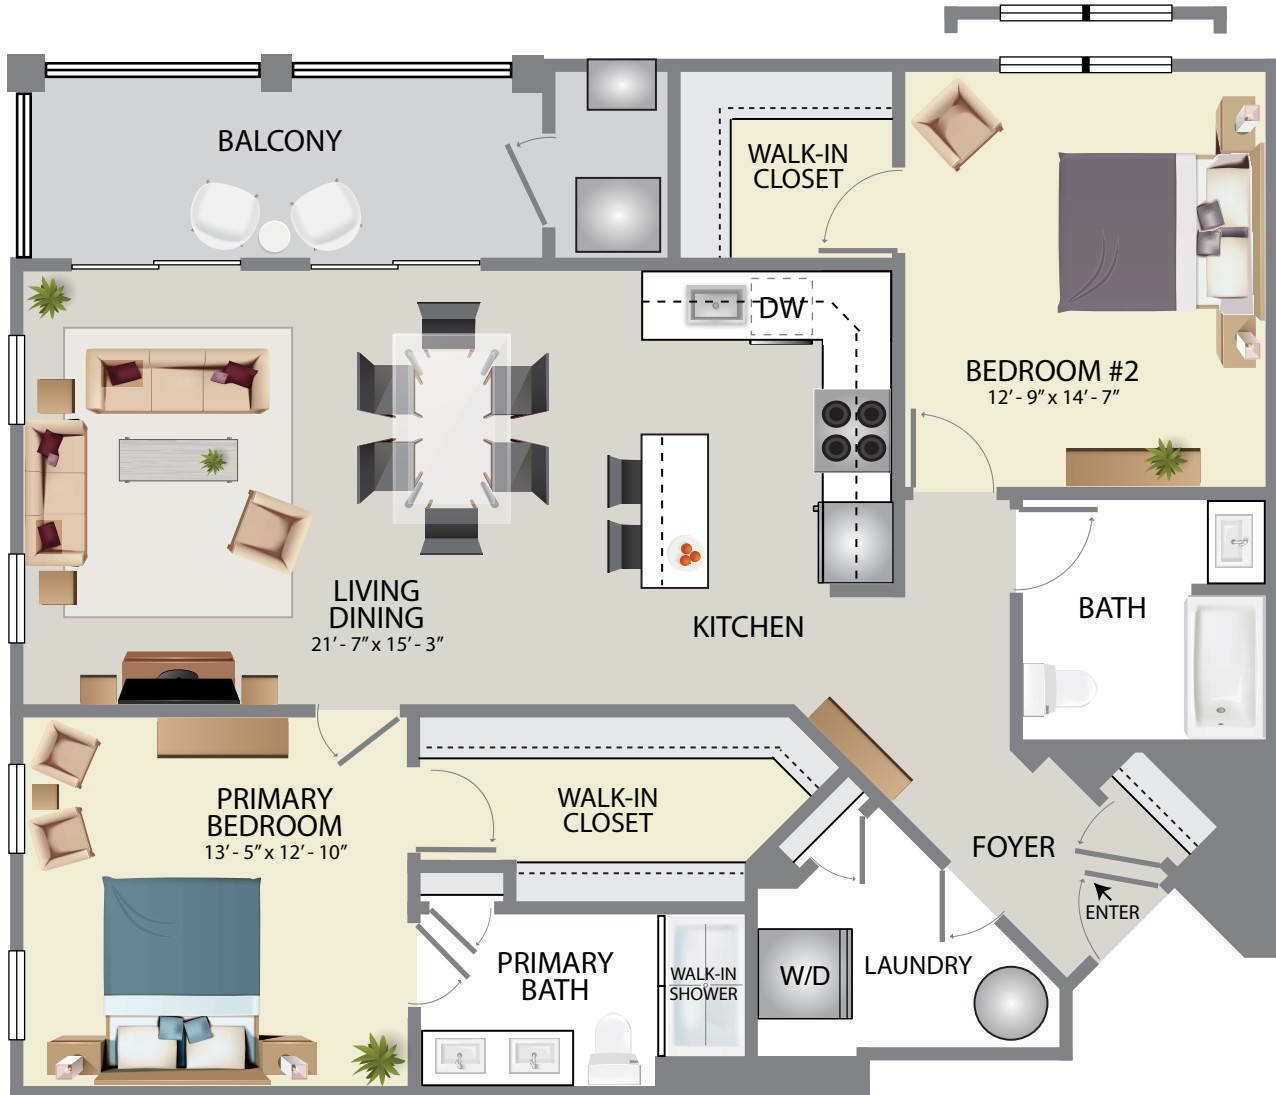 BALCONY
WALK-IN
CLOSET
DW
BEDROOM #2
12’ - 9” x 14’ - 7”
LIVING
DINING
21’ - 7” x 15’ - 3”
KITCHEN
BATH
PRIMARY
BEDROOM
13’ - 5” x 12’ - 10”
WALK-IN
CLOSET
FOYER
ENTER
PRIMARY
BATH
WALK-IN
SHOWER
W/D
LAUNDRY